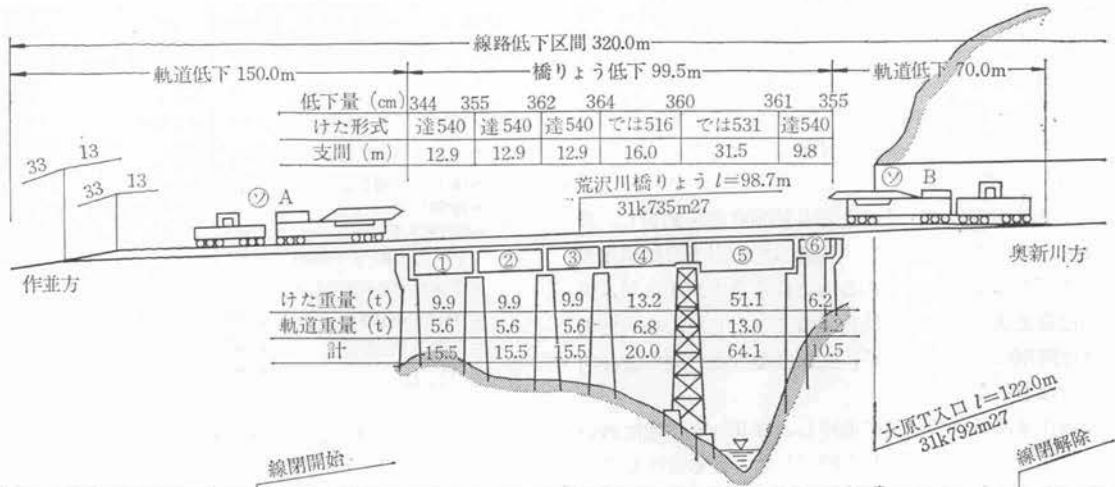 線路低下区間 320.0m
軌道低下 150.0m 橋りょう低下 99.5m 軌道低下 70.0m
低下量(cm) 344 355 362 364 360 361 355
けた形式 達540 達540 達540 では516 では531 達540
支間(m) 12.9 12.9 12.9 16.0 31.5 9.8
33 13
33 13
荒沢川橋りょう l=98.7m
31k735m27
ソ A
ソ B
作並方
奥新川方
① ② ③ ④ ⑤ ⑥
けた重量(t) 9.9 9.9 9.9 13.2 51.1 6.2
軌道重量(t) 5.6 5.6 5.6 6.8 13.0
計 15.5 15.5 15.5 20.0 64.1 10.5
大原T入口 l=122.0m
31k792m27
線閉開始
線閉解除